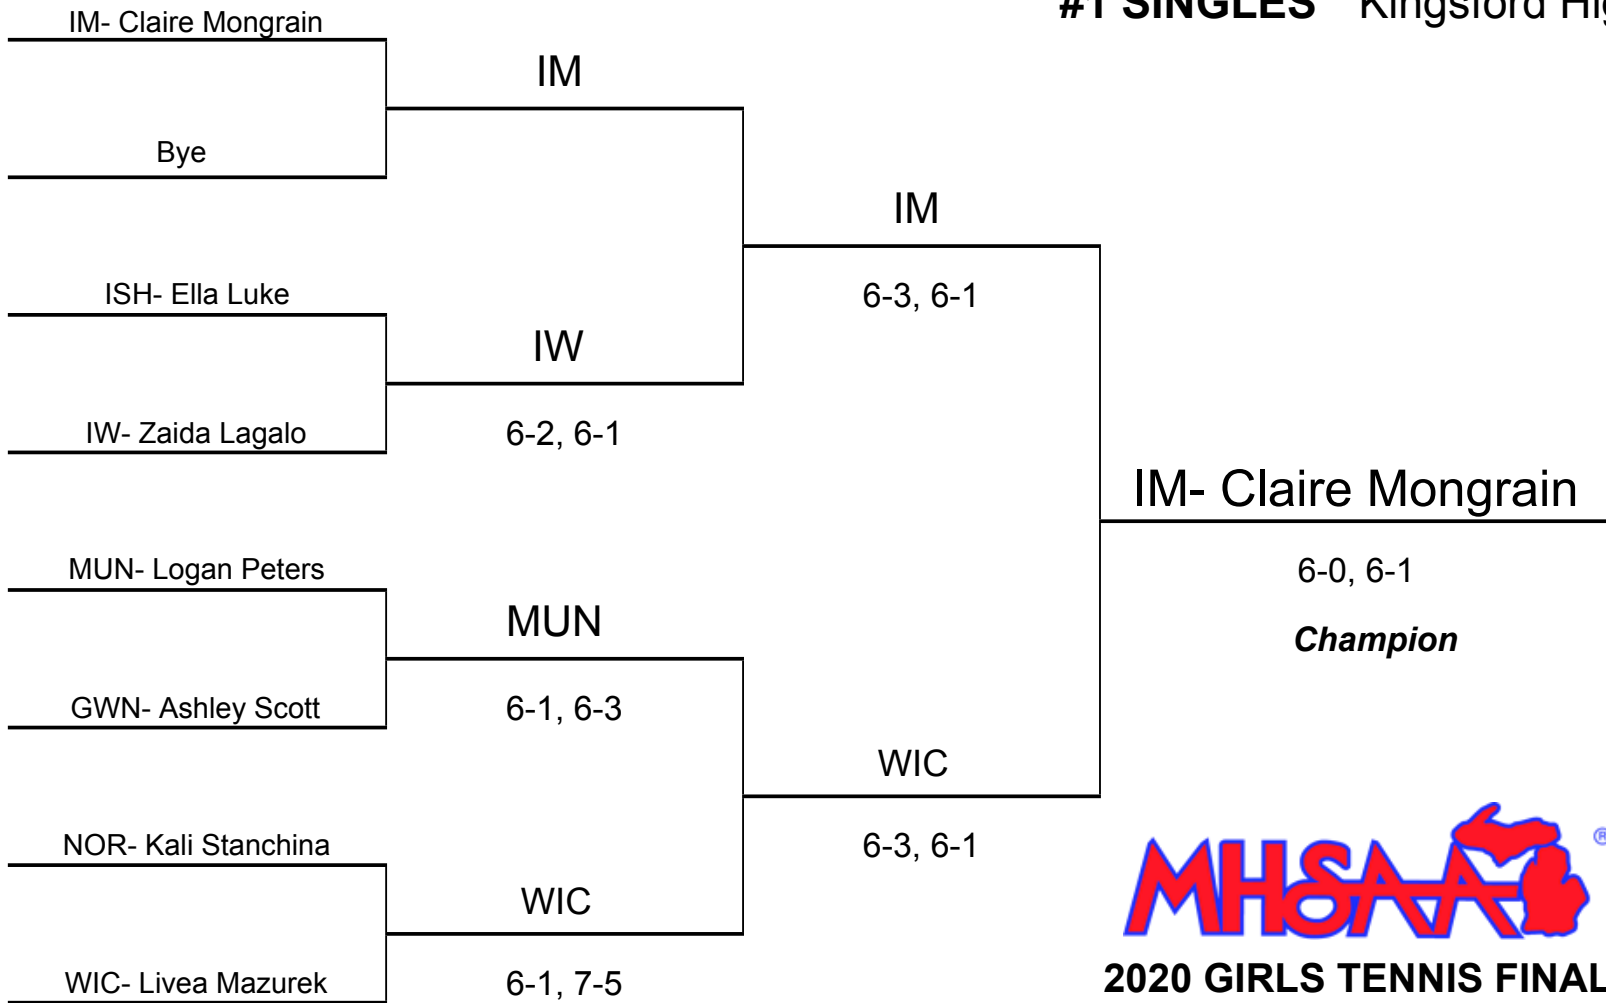 #1 SINGLES Kingsford Hig
IM- Claire Mongrain
IM
Bye
IM
ISH- Ella Luke
6-3, 6-1
IW
IW- Zaida Lagalo
6-2, 6-1
IM- Claire Mongrain
MUN- Logan Peters
6-0, 6-1
MUN
Champion
GWN- Ashley Scott
6-1, 6-3
WIC
NOR- Kali Stanchina
6-3, 6-1
WIC
MHSAA®
WIC- Livea Mazurek
6-1, 7-5
2020 GIRLS TENNIS FINAL